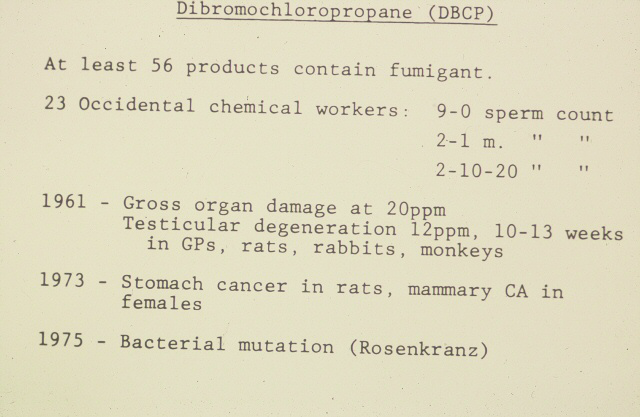 Dibromochloropropane (DBCP)
At least 56 products contain fumigant.
23 Occidental chemical workers: 9-0 sperm count
2-1 m. " "
2-10-20 " "
1961 - Gross organ damage at 20ppm
Testicular degeneration 12ppm, 10-13 weeks
in GPs, rats, rabbits, monkeys
1973 - Stomach cancer in rats, mammary CA in
females
1975 - Bacterial mutation (Rosenkranz)